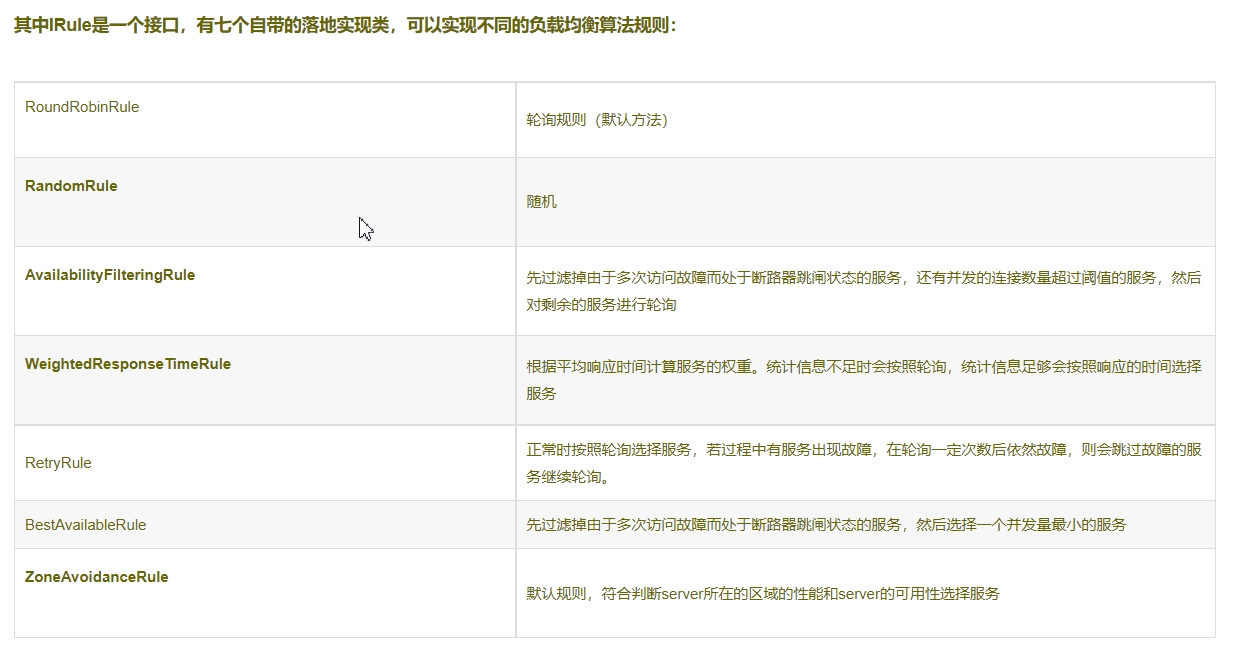 其中IRule是一个接口，有七个自带的落地实现类，可以实现不同的负载均衡算法规则：
RoundRobinRule
轮询规则（默认方法）
RandomRule
随机
AvailabilityFilteringRule
先过滤掉由于多次访问故障而处于断路器跳闸状态的服务，还有并发的连接数量超过阈值的服务，然后
对剩余的服务进行轮询
WeightedResponseTimeRule
根据平均响应时间计算服务的权重。统计信息不足时会按照轮询，统计信息足够会按照响应的时间选择
服务
RetryRule
正常时按照轮询选择服务，若过程中有服务出现故障，在轮询一定次数后依然故障，则会跳过故障的服
务继续轮询。
BestAvailableRule
先过滤掉由于多次访问故障而处于断路器跳闸状态的服务，然后选择一个并发量最小的服务
ZoneAvoidanceRule
默认规则，符合判断server所在的区域的性能和server的可用性选择服务